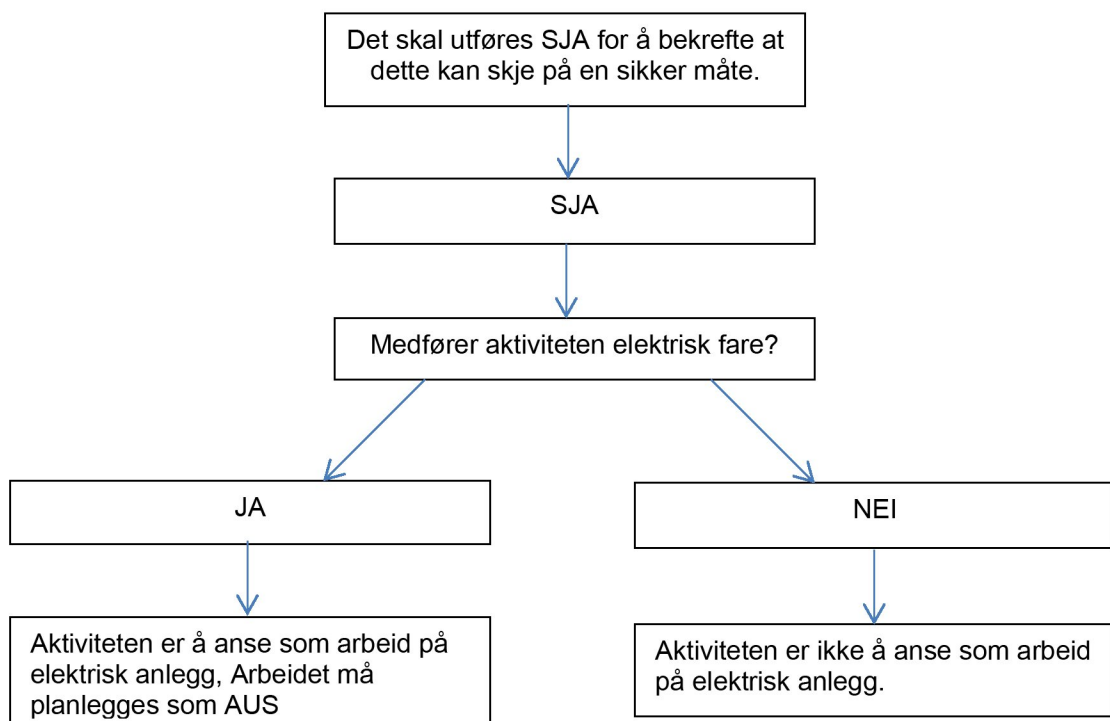 Det skal utføres SJA for å bekrefte at
dette kan skje på en sikker måte.
SJA
Medfører aktiviteten elektrisk fare?
JA
NEI
Aktiviteten er å anse som arbeid på
elektrisk anlegg, Arbeidet må
planlegges som AUS
Aktiviteten er ikke å anse som arbeid
på elektrisk anlegg.